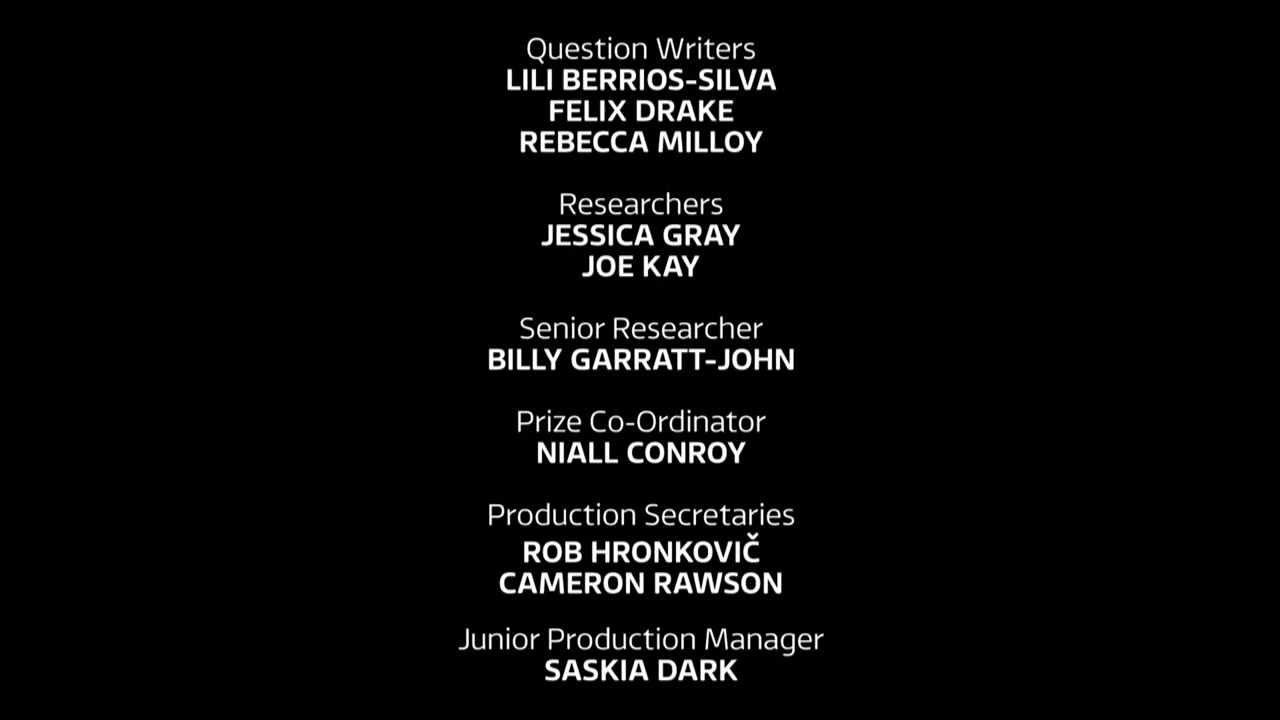 Question Writers
LILI BERRIOS-SILVA
FELIX DRAKE
REBECCA MILLOY
Researchers
JESSICA GRAY
JOE KAY
Senior Researcher
BILLY GARRATT-JOHN
Prize Co-Ordinator
NIALL CONROY
Production Secretaries
ROB HRONKOVIČ
CAMERON RAWSON
Junior Production Manager
SASKIA DARK